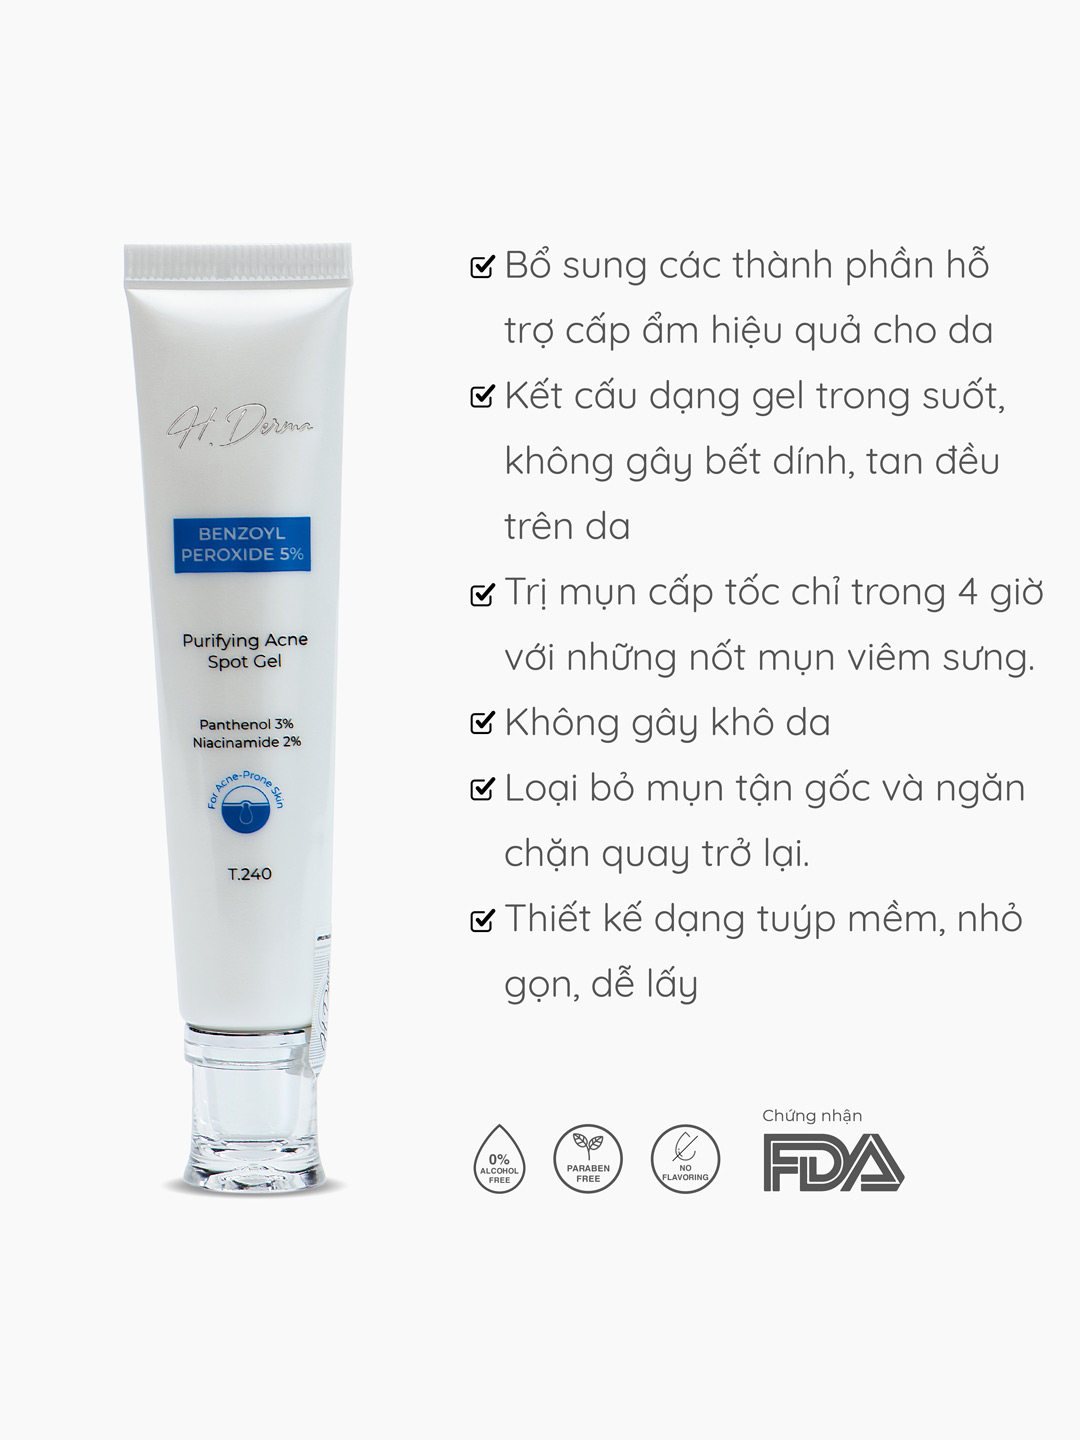 H. Derma
BENZOYL
PEROXIDE 5%
Purifying Acne
Spot Gel
Panthenol 3%
Niacinamide 2%
For Acne-Prone Skin
T.240
Bổ sung các thành phần hỗ
trợ cấp ẩm hiệu quả cho da
Kết cấu dạng gel trong suốt,
không gây bết dính, tan đều
trên da
Trị mụn cấp tốc chỉ trong 4 giờ
với những nốt mụn viêm sưng.
Không gây khô da
Loại bỏ mụn tận gốc và ngăn
chặn quay trở lại.
Thiết kế dạng tuýp mềm, nhỏ
gọn, dễ lấy
0%
ALCOHOL
FREE
PARABEN
FREE
NO
FLAVORING
Chứng nhận
FDA